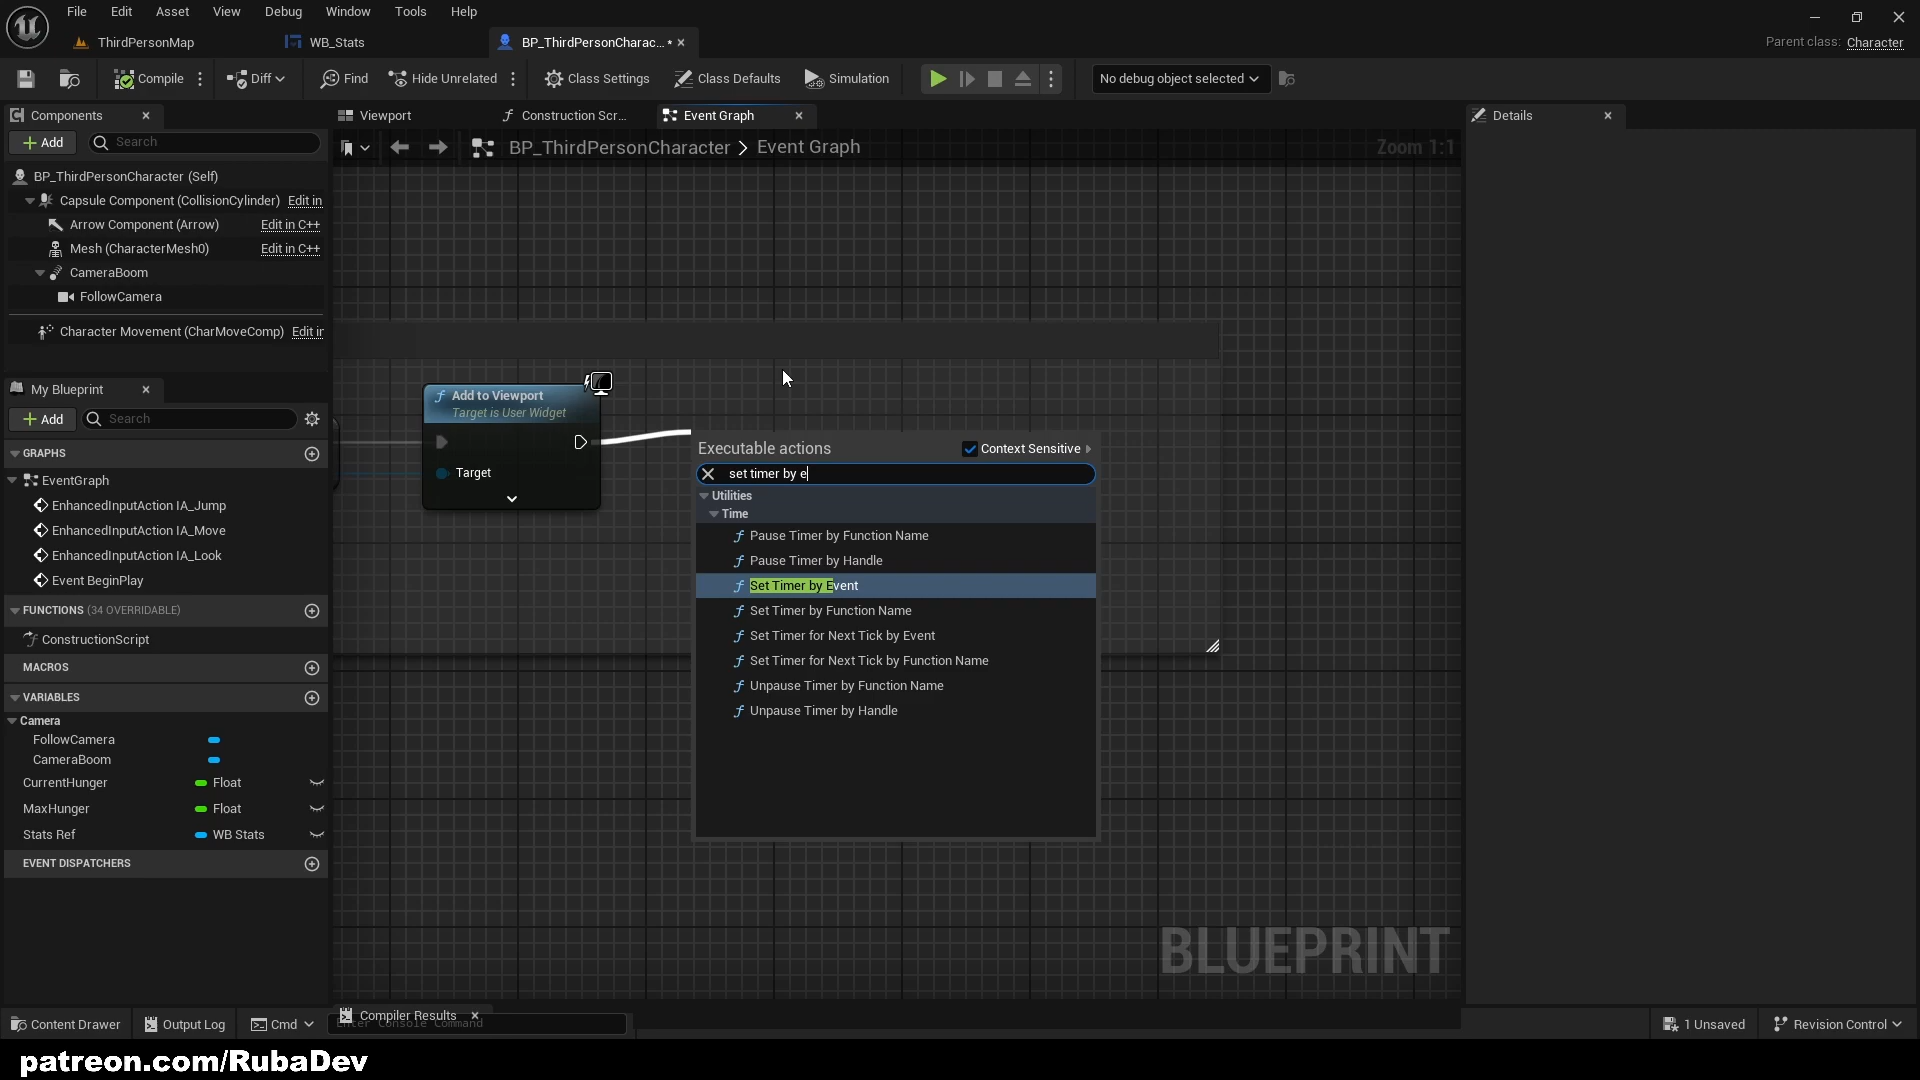 File Edit Asset View Debug Window Tools Help
ThirdPersonMap WB_Stats BP_ThirdPersonCharac... •
Parent class: Character
Compile Diff Find Hide Unrelated Class Settings Class Defaults Simulation No debug object selected
Components Viewport Construction Scr... Event Graph Details
Add Search
BP_ThirdPersonCharacter > Event Graph Zoom 1:1
BP_ThirdPersonCharacter (Self)
Capsule Component (CollisionCylinder) Edit in
Arrow Component (Arrow) Edit in C++
Mesh (CharacterMesh0) Edit in C++
CameraBoom
FollowCamera
Character Movement (CharMoveComp) Edit in
My Blueprint
Add Search
GRAPHS
EventGraph
EnhancedInputAction IA_Jump
EnhancedInputAction IA_Move
EnhancedInputAction IA_Look
Event BeginPlay
FUNCTIONS (34 OVERRIDABLE)
ConstructionScript
MACROS
VARIABLES
Camera
FollowCamera
CameraBoom
CurrentHunger Float
MaxHunger Float
Stats Ref WB Stats
EVENT DISPATCHERS
Add to Viewport
Target is User Widget
Target
Executable actions Context Sensitive
set timer by e
Utilities
Time
Pause Timer by Function Name
Pause Timer by Handle
Set Timer by Event
Set Timer by Function Name
Set Timer for Next Tick by Event
Set Timer for Next Tick by Function Name
Unpause Timer by Function Name
Unpause Timer by Handle
BLUEPRINT
Compiler Results
Content Drawer Output Log Cmd Enter Console Command 1 Unsaved Revision Control
patreon.com/RubaDev